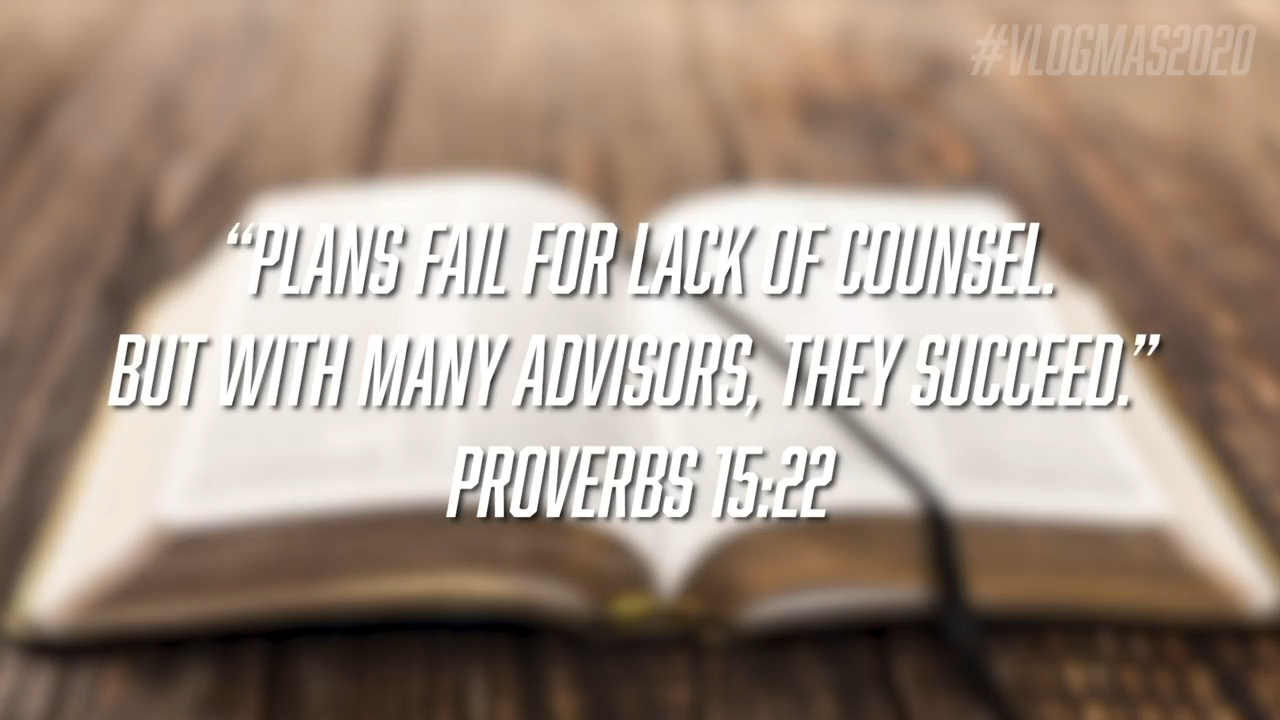 #VLOGMAS2020
“PLANS FAIL FOR LACK OF COUNSEL.
BUT WITH MANY ADVISORS, THEY SUCCEED.”
PROVERBS 15:22